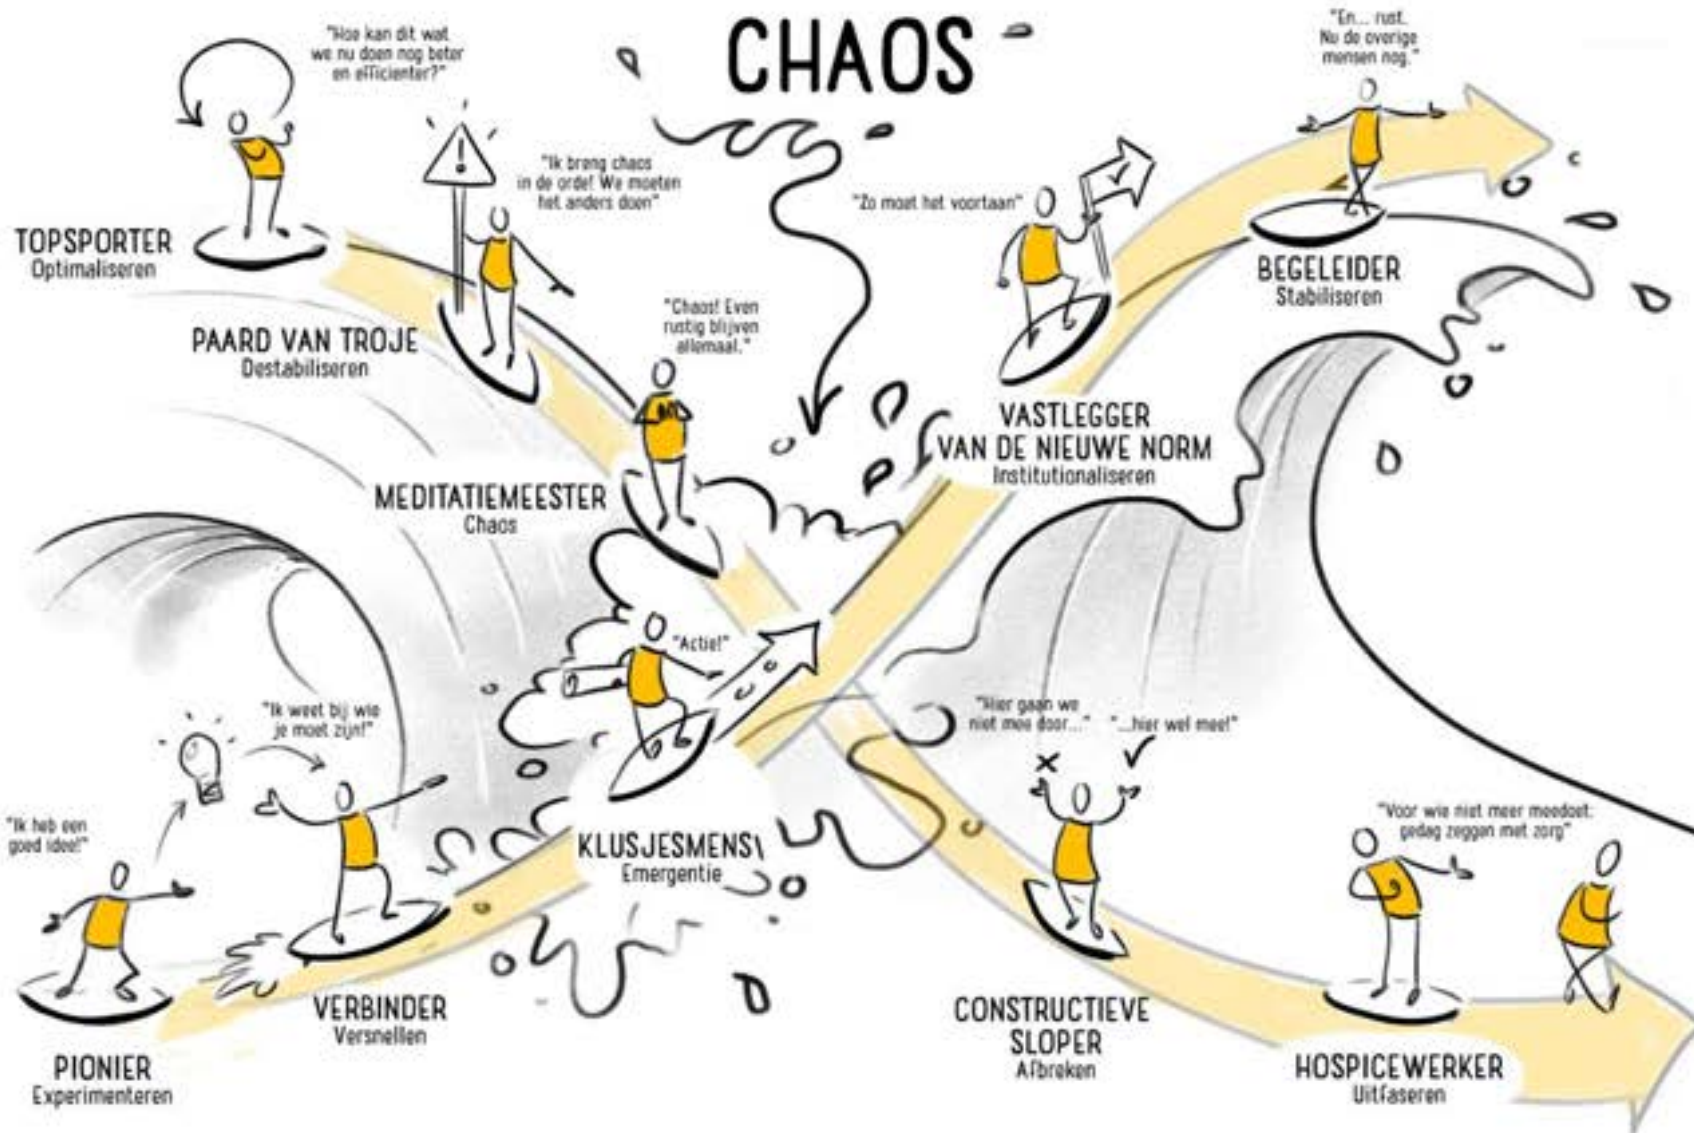 CHAOS
"Hoe kan dit wat
we nu doen nog beter
en efficienter?"
TOPSPORTER
Optimaliseren
"Ik breng chaos
in de orde! We moeten
het anders doen"
PAARD VAN TROJE
Destabiliseren
"Chaos! Even
rustig blijven
allemaal."
MEDITATIEMEESTER
Chaos
"En... rust.
Nu de overige
mensen nog."
BEGELEIDER
Stabiliseren
"Zo moet het voortaan"
VASTLEGGER
VAN DE NIEUWE NORM
Institutionaliseren
"Actie!"
KLUSJESMENS
Emergentie
"Ik weet bij wie
je moet zijn!"
VERBINDER
Versnellen
"Ik heb een
goed idee!"
PIONIER
Experimenteren
"Hier gaan we
niet mee door..."
"...hier wel mee!"
CONSTRUCTIEVE
SLOPER
Afbreken
"Voor wie niet meer meedoet:
gedag zeggen met zorg"
HOSPICEWERKER
Uitfaseren